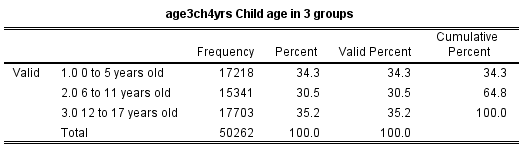 age3ch4yrs Child age in 3 groups
Frequency Percent Valid Percent Cumulative Percent
Valid 1.0 0 to 5 years old 17218 34.3 34.3 34.3
2.0 6 to 11 years old 15341 30.5 30.5 64.8
3.0 12 to 17 years old 17703 35.2 35.2 100.0
Total 50262 100.0 100.0